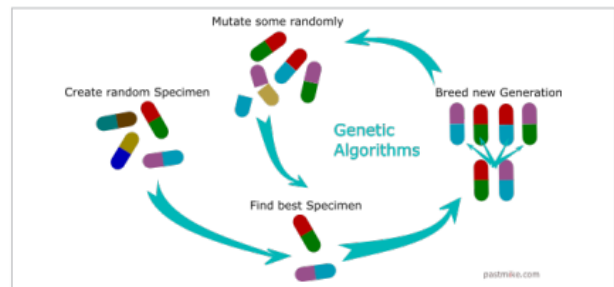 Mutate some randomly
Create random Specimen
Breed new Generation
Genetic
Algorithms
Find best Specimen
pastmike.com